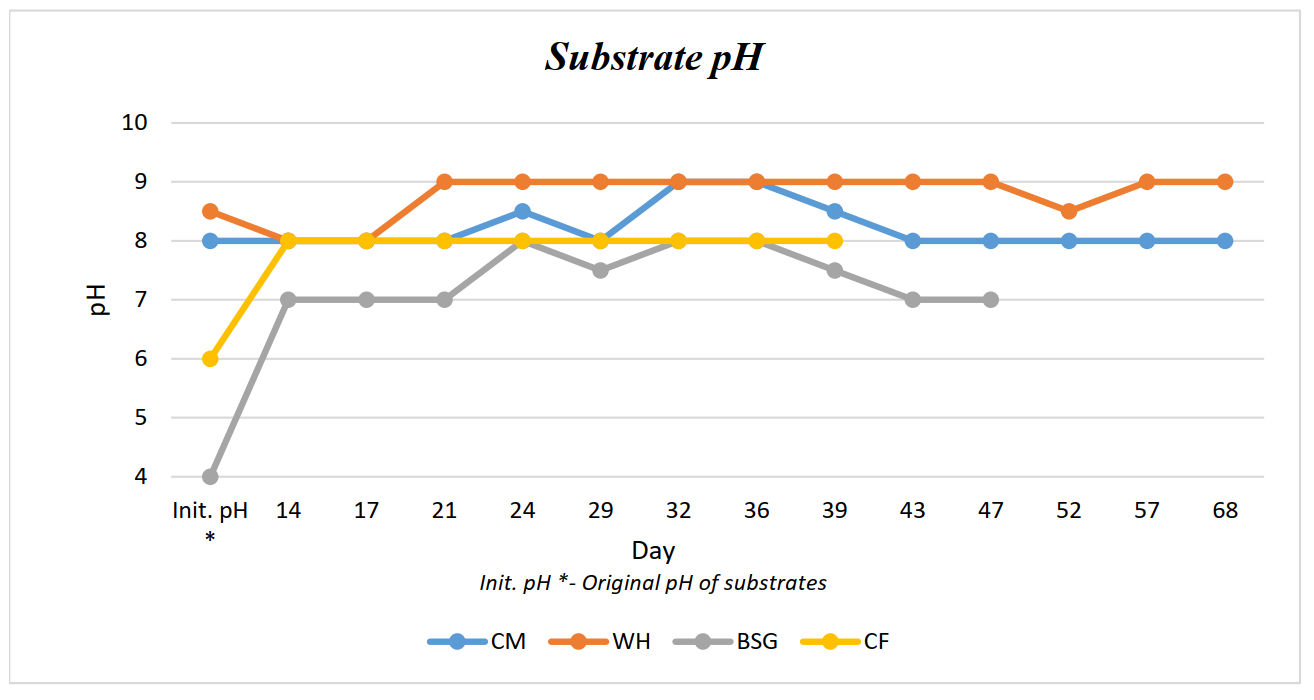 Substrate pH
10
9
8
7
6
5
4
pH
Init. pH 14 17 21 24 29 32 36 39 43 47 52 57 68
*
Day
Init. pH *- Original pH of substrates
CM WH BSG CF